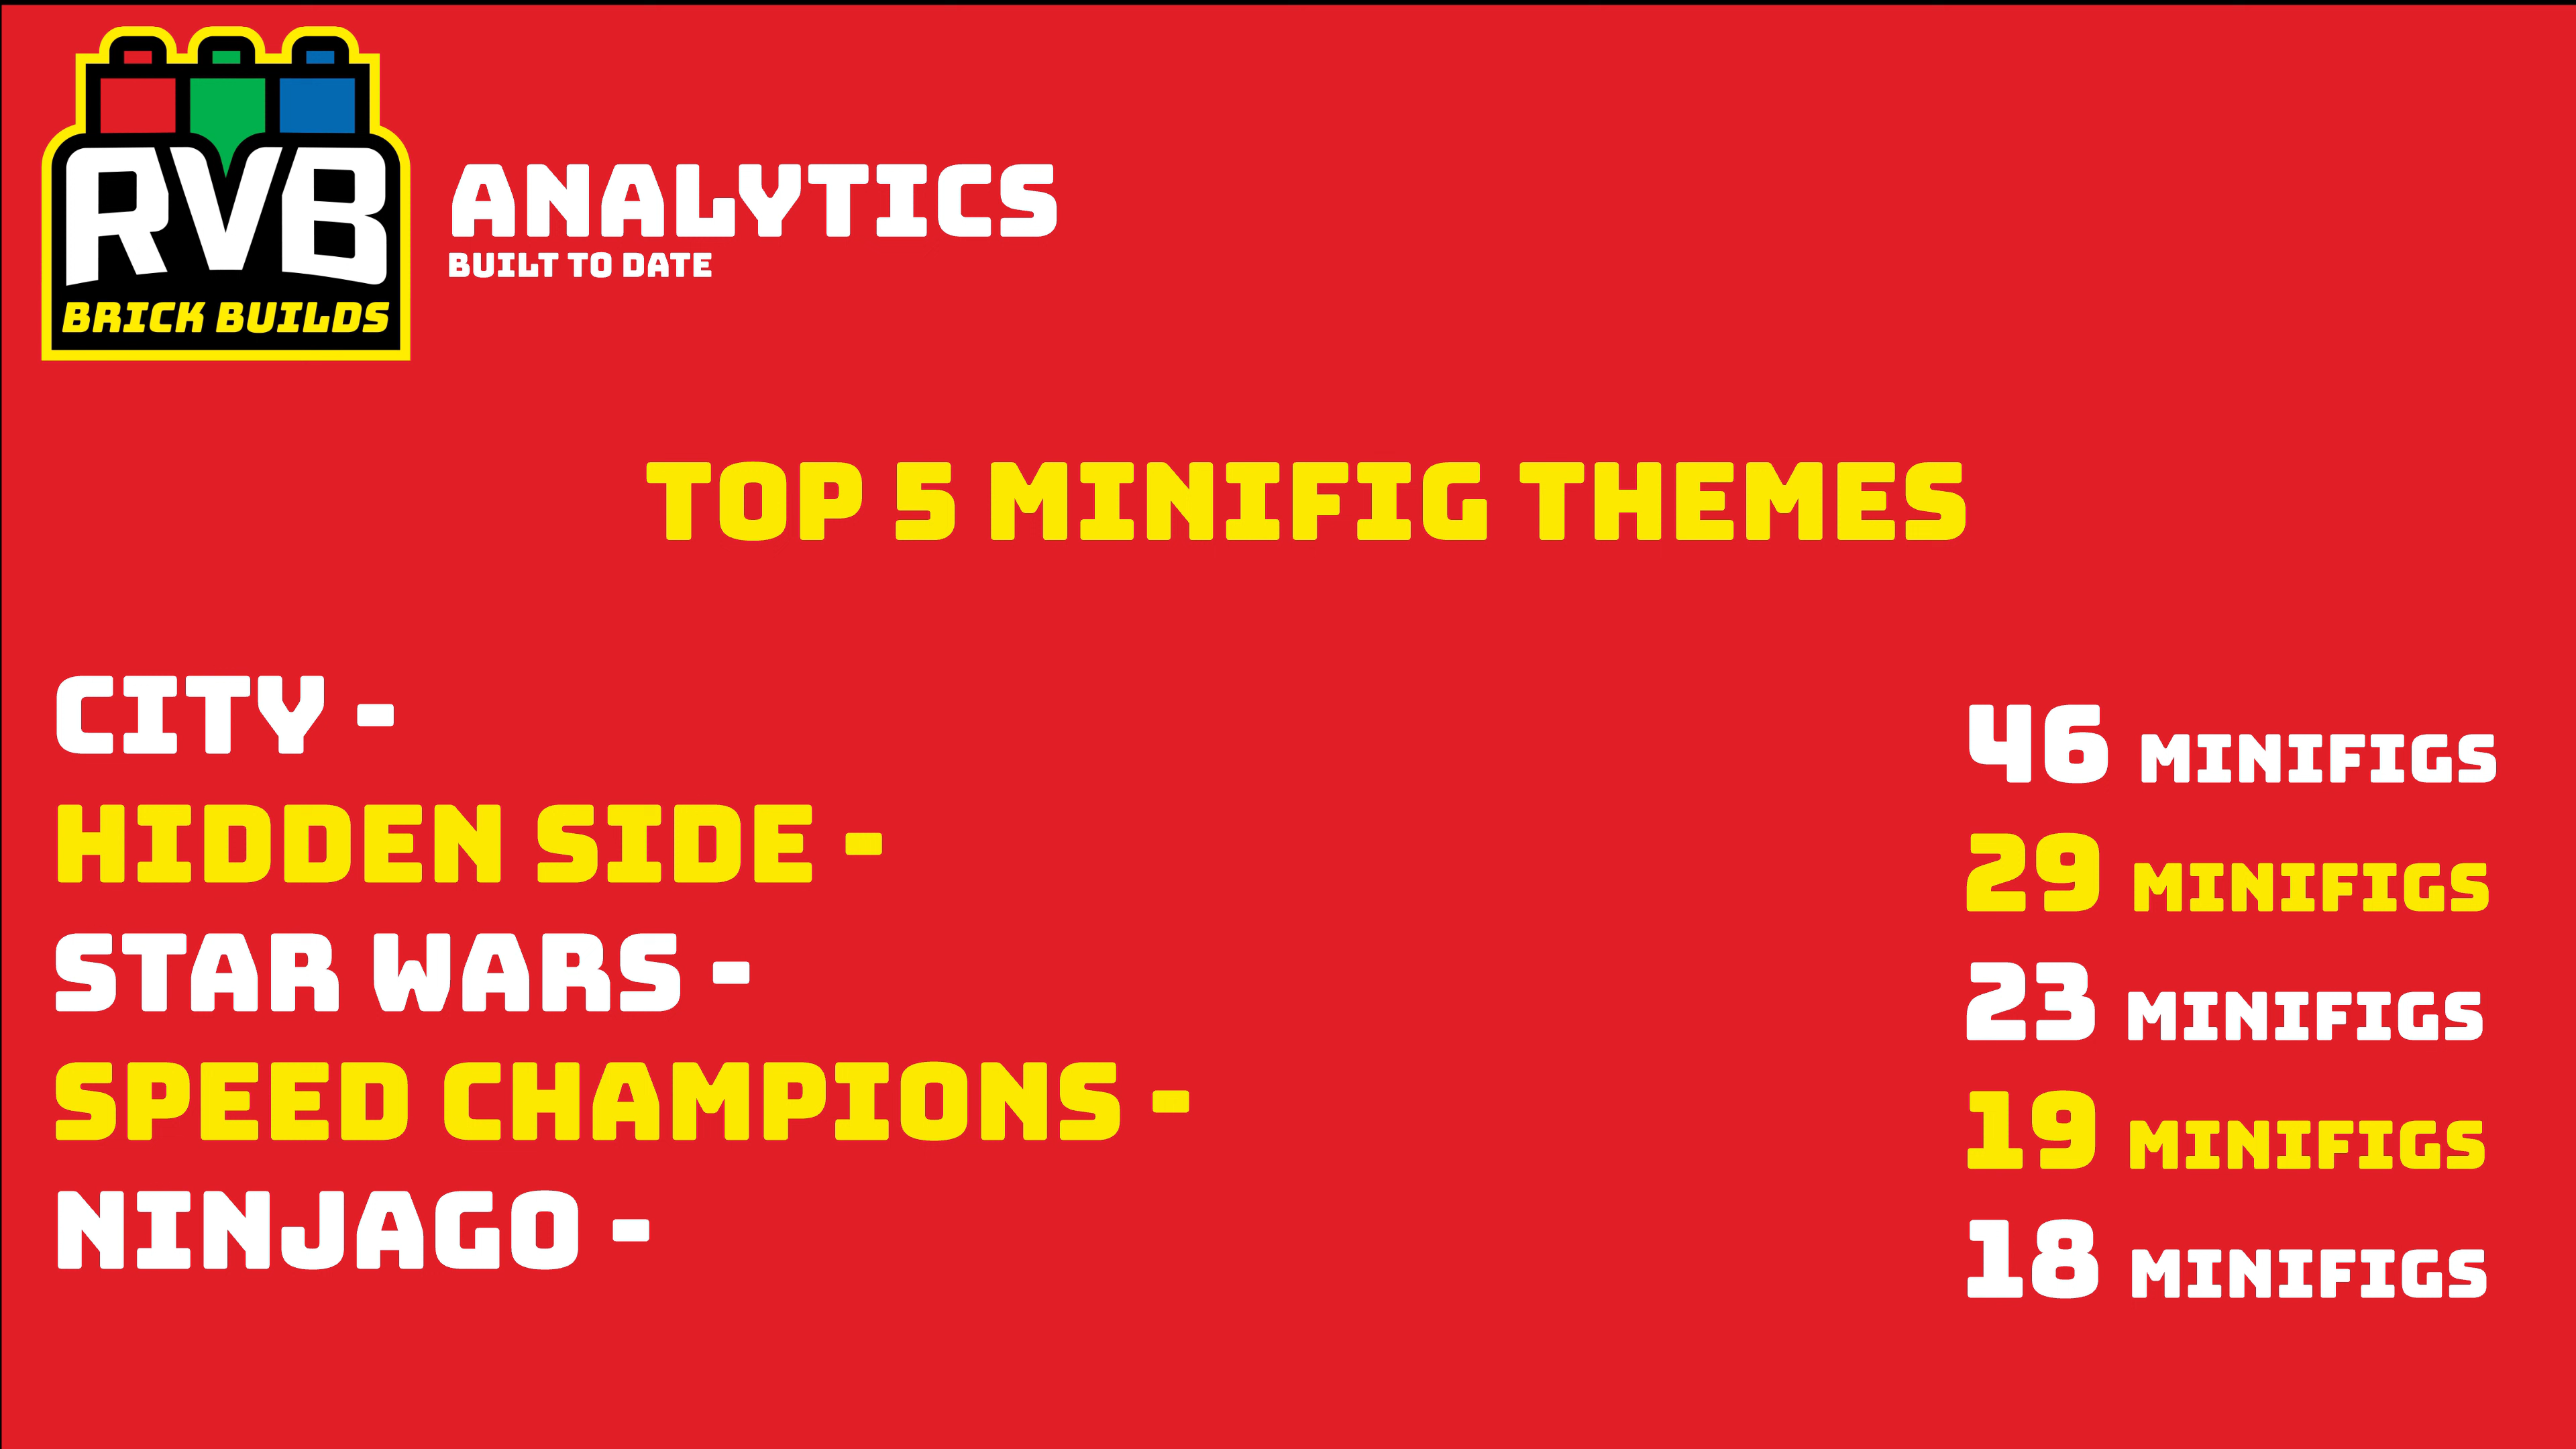 RVB
BRICK BUILDS
ANALYTICS
BUILT TO DATE
TOP 5 MINIFIG THEMES
CITY - 46 MINIFIGS
HIDDEN SIDE - 29 MINIFIGS
STAR WARS - 23 MINIFIGS
SPEED CHAMPIONS - 19 MINIFIGS
NINJAGO - 18 MINIFIGS